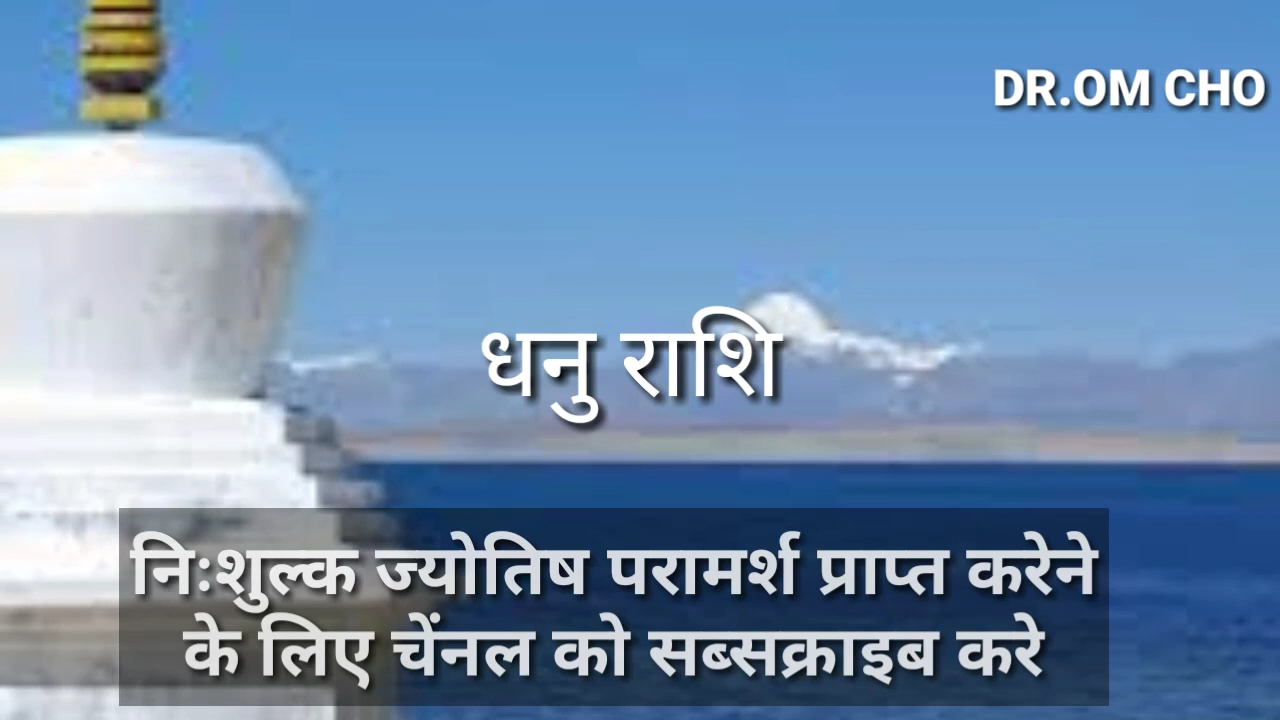 DR.OM CHO
धनु राशि
निःशुल्क ज्योतिष परामर्श प्राप्त करेने
के लिए चेंनल को सब्सक्राइब करे